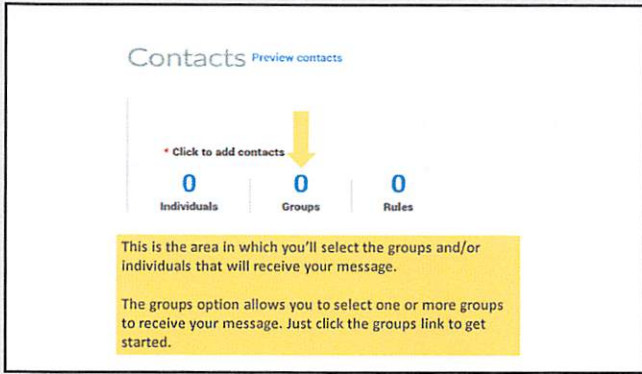 Contacts Preview contacts
* Click to add contacts
0 0 0
Individuals Groups Rules
This is the area in which you'll select the groups and/or
individuals that will receive your message.
The groups option allows you to select one or more groups
to receive your message. Just click the groups link to get
started.